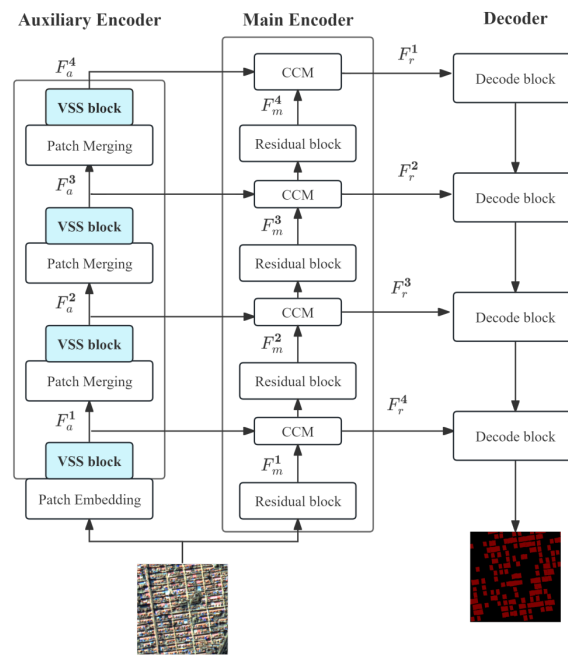 Auxiliary Encoder
Main Encoder
Decoder
F_a^4
VSS block
Patch Merging
F_a^3
VSS block
Patch Merging
F_a^2
VSS block
Patch Merging
F_a^1
VSS block
Patch Embedding
CCM
F_m^4
Residual block
CCM
F_m^3
Residual block
CCM
F_m^2
Residual block
CCM
F_m^1
Residual block
F_r^1
Decode block
F_r^2
Decode block
F_r^3
Decode block
F_r^4
Decode block